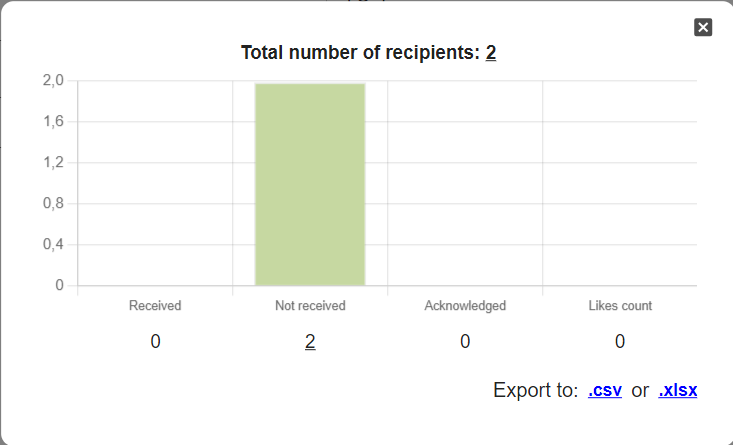 Total number of recipients: 2
2,0
1,6
1,2
0,8
0,4
0
Received Not received Acknowledged Likes count
0 2 0 0
Export to: .csv or .xlsx